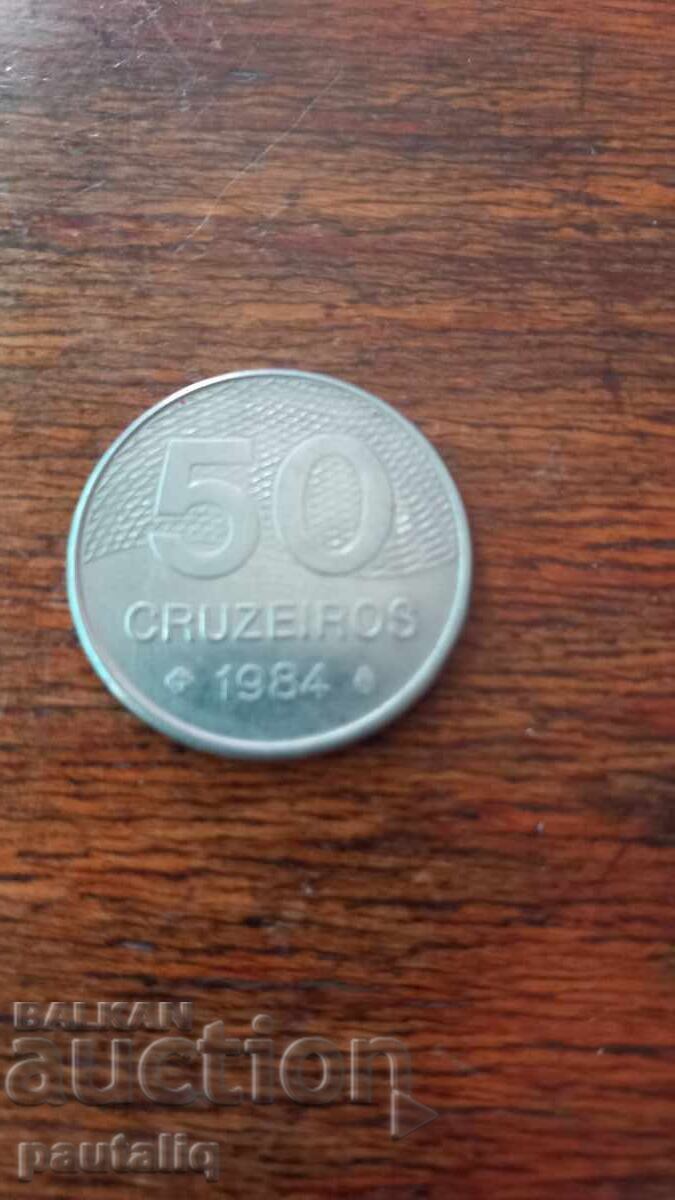 50
CRUZEIROS
1984
BALKAN
auction
pautaliq